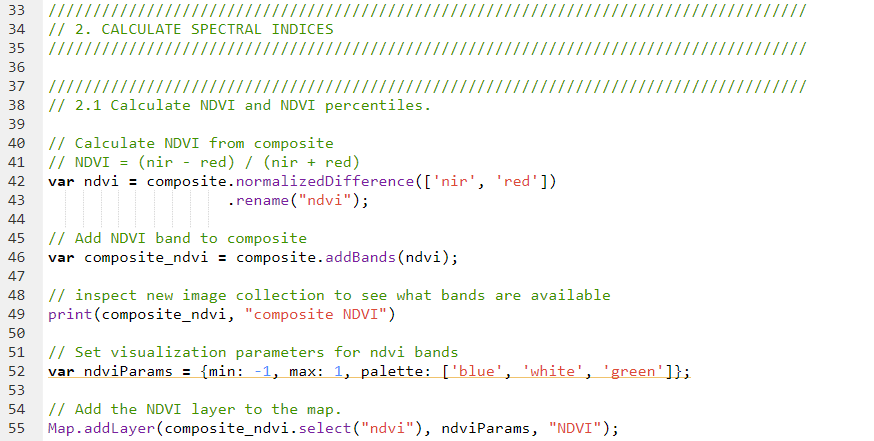 33 /////////////////////////////////////////////////////////////////////////////////////
34 // 2. CALCULATE SPECTRAL INDICES
35 /////////////////////////////////////////////////////////////////////////////////////
36
37 /////////////////////////////////////////////////////////////////////////////////////
38 // 2.1 Calculate NDVI and NDVI percentiles.
39
40 // Calculate NDVI from composite
41 // NDVI = (nir - red) / (nir + red)
42 var ndvi = composite.normalizedDifference(['nir', 'red'])
43 .rename("ndvi");
44
45 // Add NDVI band to composite
46 var composite_ndvi = composite.addBands(ndvi);
47
48 // inspect new image collection to see what bands are available
49 print(composite_ndvi, "composite NDVI")
50
51 // Set visualization parameters for ndvi bands
52 var ndviParams = {min: -1, max: 1, palette: ['blue', 'white', 'green']};
53
54 // Add the NDVI layer to the map.
55 Map.addLayer(composite_ndvi.select("ndvi"), ndviParams, "NDVI");